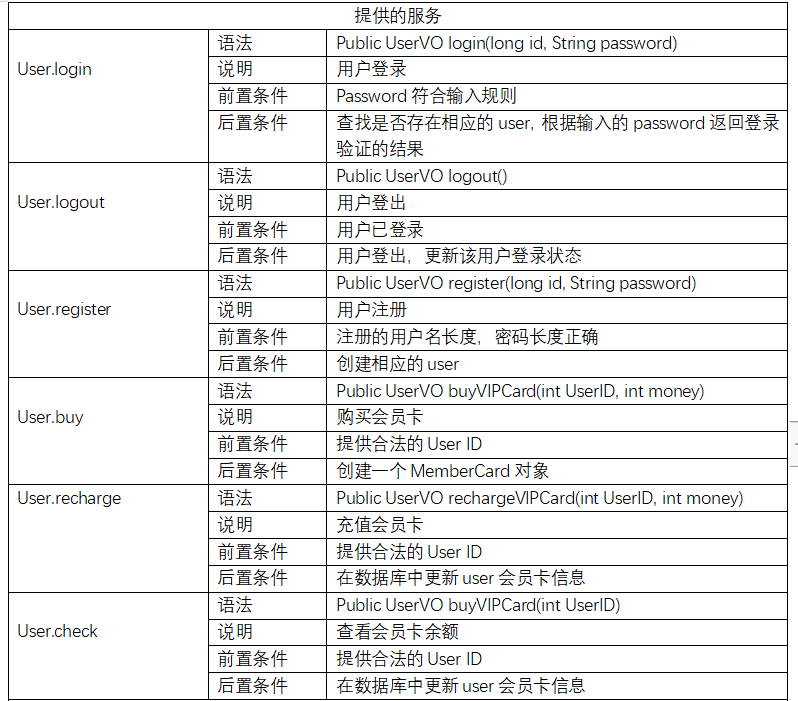 提供的服务
User.login
语法 Public UserVO login(long id, String password)
说明 用户登录
前置条件 Password 符合输入规则
后置条件 查找是否存在相应的 user, 根据输入的 password 返回登录
验证的结果
User.logout
语法 Public UserVO logout()
说明 用户登出
前置条件 用户已登录
后置条件 用户登出，更新该用户登录状态
User.register
语法 Public UserVO register(long id, String password)
说明 用户注册
前置条件 注册的用户名长度，密码长度正确
后置条件 创建相应的 user
User.buy
语法 Public UserVO buyVIPCard(int UserID, int money)
说明 购买会员卡
前置条件 提供合法的 User ID
后置条件 创建一个 MemberCard 对象
User.recharge
语法 Public UserVO rechargeVIPCard(int UserID, int money)
说明 充值会员卡
前置条件 提供合法的 User ID
后置条件 在数据库中更新 user 会员卡信息
User.check
语法 Public UserVO buyVIPCard(int UserID)
说明 查看会员卡余额
前置条件 提供合法的 User ID
后置条件 在数据库中更新 user 会员卡信息